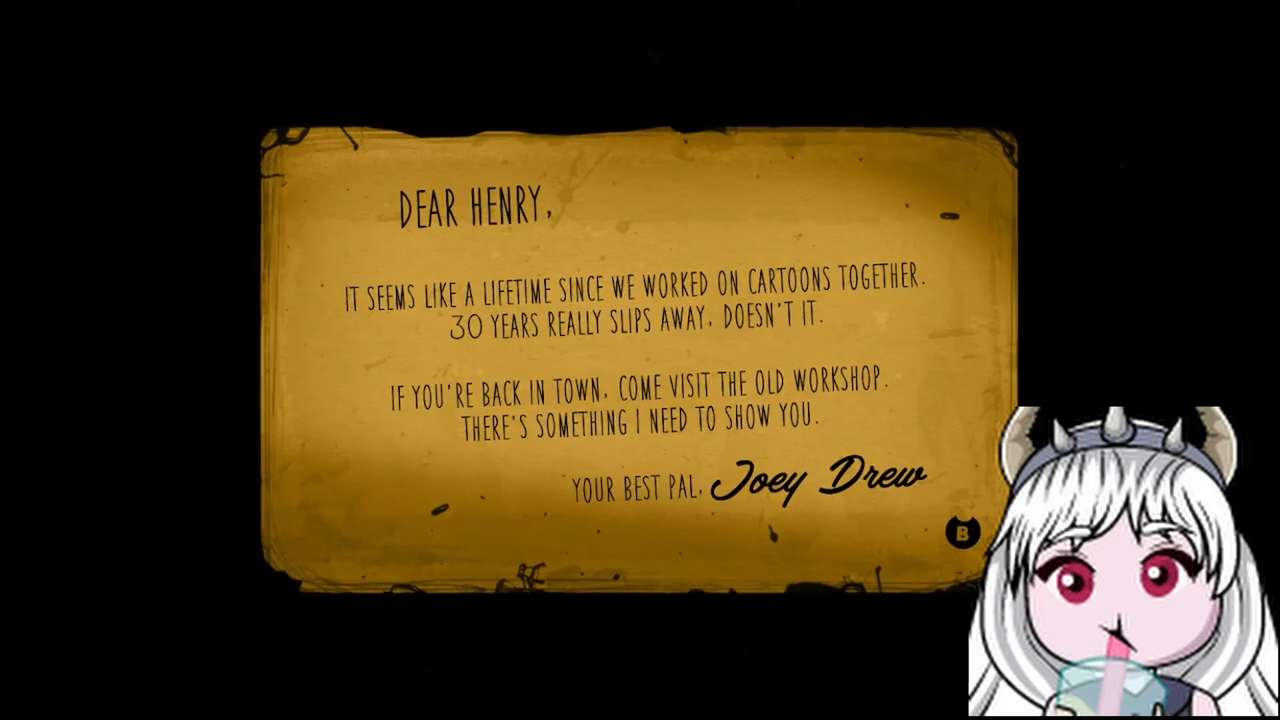 DEAR HENRY,
IT SEEMS LIKE A LIFETIME SINCE WE WORKED ON CARTOONS TOGETHER.
30 YEARS REALLY SLIPS AWAY, DOESN'T IT.
IF YOU'RE BACK IN TOWN, COME VISIT THE OLD WORKSHOP.
THERE'S SOMETHING I NEED TO SHOW YOU.
YOUR BEST PAL, Joey Drew
B